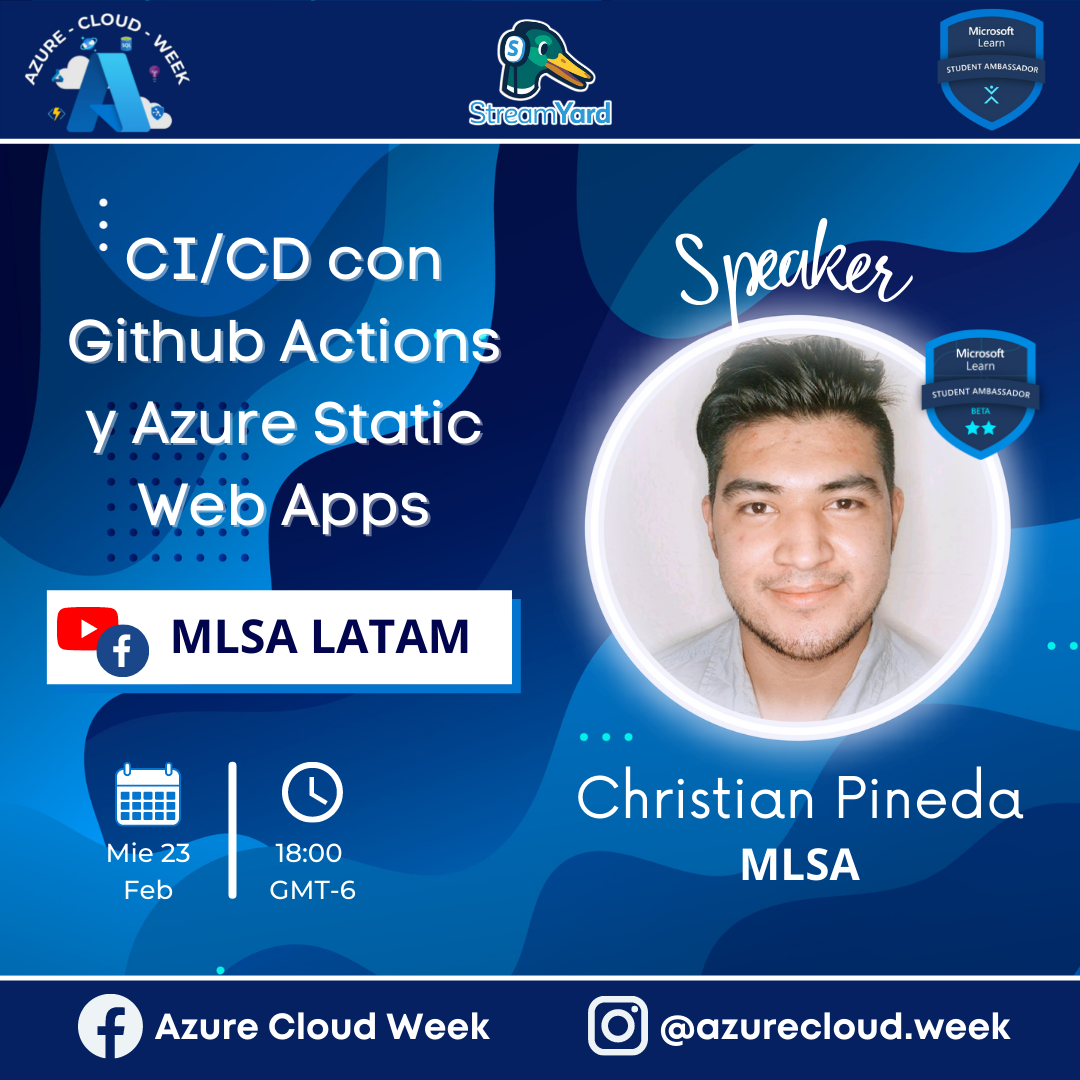 AZURE - CLOUD - WEEK
SQL
S
StreamYard
Microsoft
Learn
STUDENT AMBASSADOR
CI/CD con
Github Actions
y Azure Static
Web Apps
Speaker
Microsoft
Learn
STUDENT AMBASSADOR
BETA
MLSA LATAM
Mie 23
Feb
18:00
GMT-6
Christian Pineda
MLSA
Azure Cloud Week
@azurecloud.week